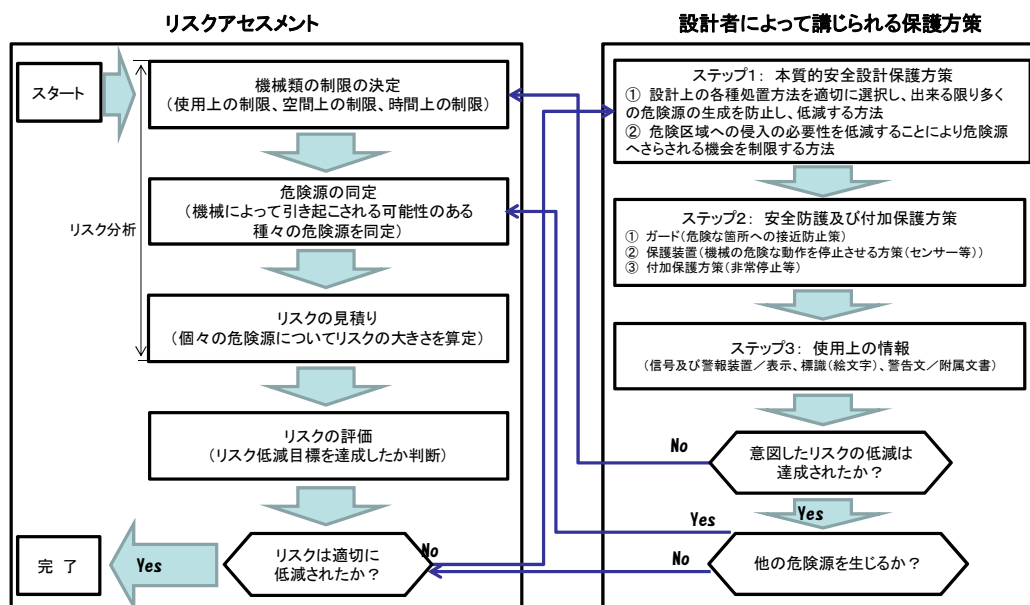 リスクアセスメント
スタート
機械類の制限の決定
(使用上の制限、空間上の制限、時間上の制限)
リスク分析
危険源の同定
(機械によって引き起こされる可能性のある
種々の危険源を同定)
リスクの見積り
(個々の危険源についてリスクの大きさを算定)
リスクの評価
(リスク低減目標を達成したか判断)
リスクは適切に
低減されたか?
No
Yes
完 了
設計者によって講じられる保護方策
ステップ1: 本質的安全設計保護方策
① 設計上の各種処置方法を適切に選択し、出来る限り多く
の危険源の生成を防止し、低減する方法
② 危険区域への侵入の必要性を低減することにより危険源
へさらされる機会を制限する方法
ステップ2: 安全防護及び付加保護方策
① ガード(危険な箇所への接近防止策)
② 保護装置(機械の危険な動作を停止させる方策(センサー等))
③ 付加保護方策(非常停止等)
ステップ3: 使用上の情報
(信号及び警報装置/表示、標識(絵文字)、警告文/附属文書)
No
意図したリスクの低減は
達成されたか?
Yes
Yes
No
他の危険源を生じるか?